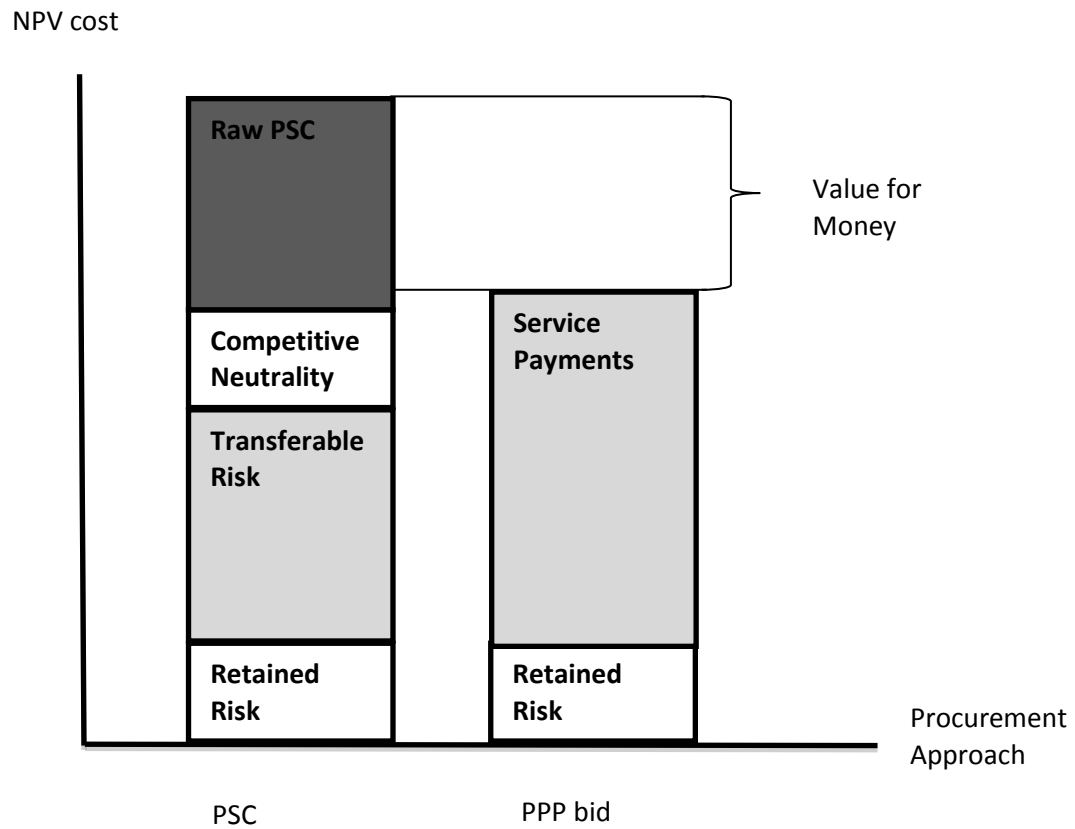 NPV cost
Raw PSC
Value for
Money
Competitive
Neutrality
Service
Payments
Transferable
Risk
Retained
Risk
Retained
Risk
Procurement
Approach
PSC
PPP bid